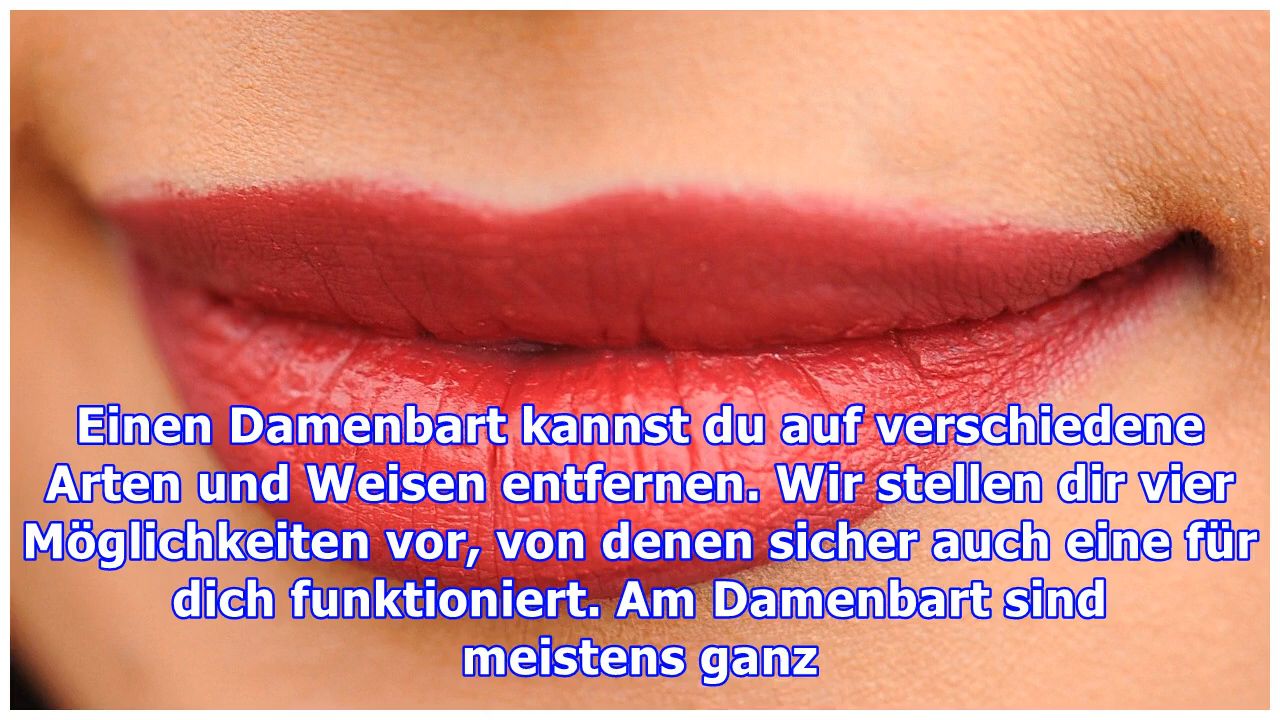 Einen Damenbart kannst du auf verschiedene
Arten und Weisen entfernen. Wir stellen dir vier
Möglichkeiten vor, von denen sicher auch eine für
dich funktioniert. Am Damenbart sind
meistens ganz